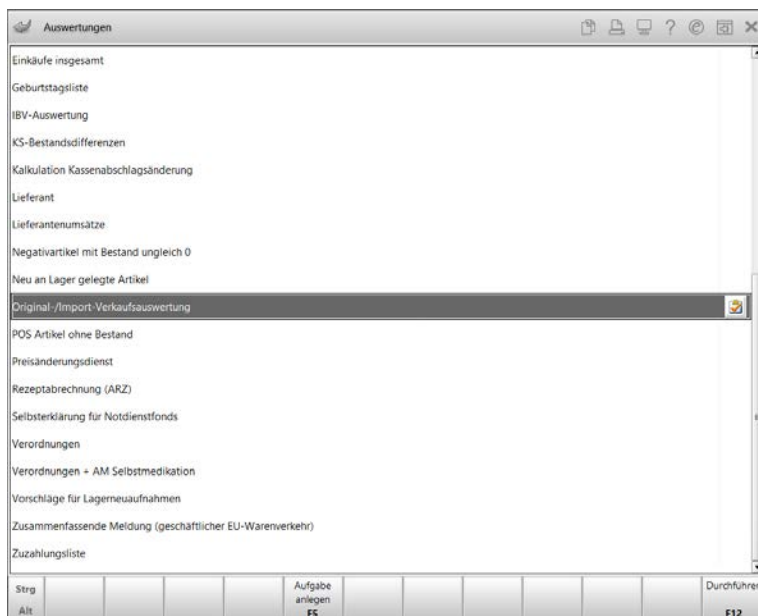 Auswertungen
Einkäufe insgesamt
Geburtstagsliste
IBV-Auswertung
KS-Bestandsdifferenzen
Kalkulation Kassenabschlagsänderung
Lieferant
Lieferantenumsätze
Negativartikel mit Bestand ungleich 0
Neu an Lager gelegte Artikel
Original-/Import-Verkaufsauswertung
POS Artikel ohne Bestand
Preisänderungsdienst
Rezeptabrechnung (ARZ)
Selbsterklärung für Notdienstfonds
Verordnungen
Verordnungen + AM Selbstmedikation
Vorschläge für Lagerneuaufnahmen
Zusammenfassende Meldung (geschäftlicher EU-Warenverkehr)
Zuzahlungsliste
Strg
Alt
Aufgabe
anlegen
F5
Durchführen
F12